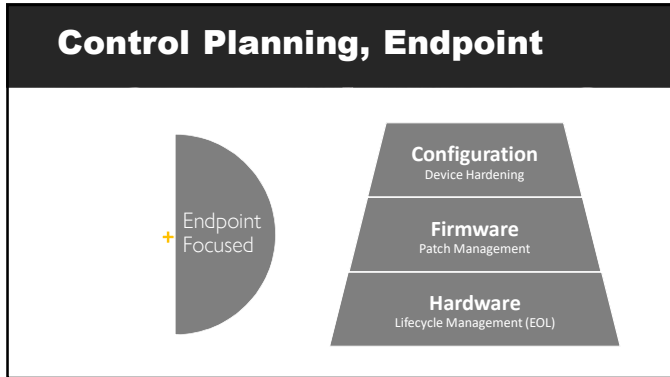 Control Planning, Endpoint
+ Endpoint
Focused
Configuration
Device Hardening
Firmware
Patch Management
Hardware
Lifecycle Management (EOL)